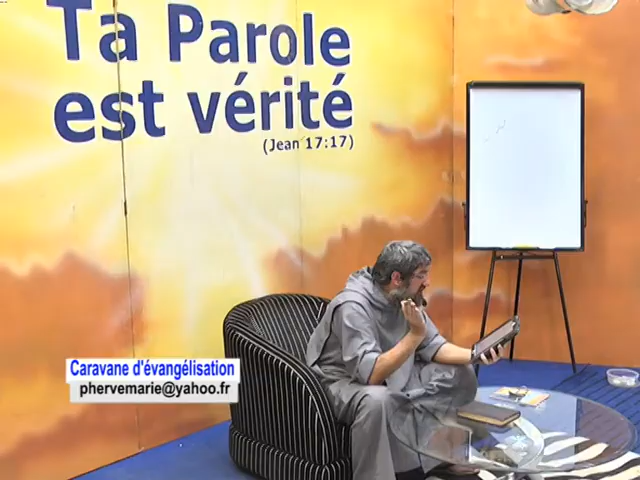 Ta Parole
est vérité
(Jean 17:17)
Caravane d'évangélisation
phervemarie@yahoo.fr